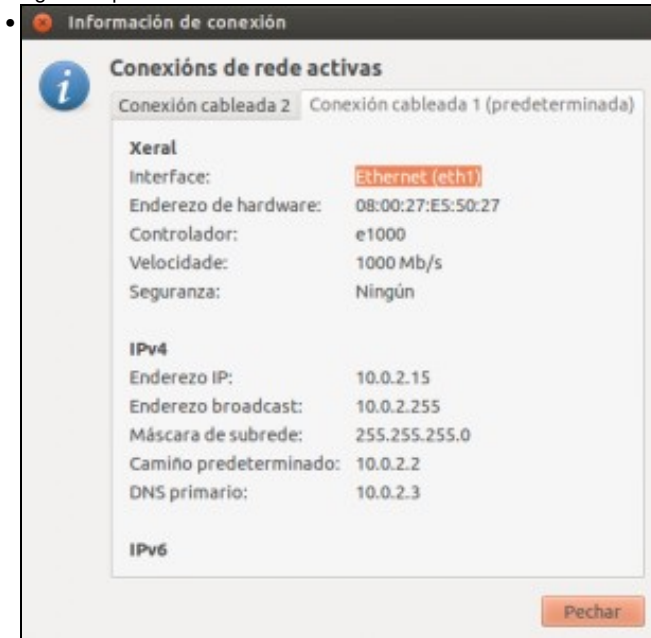 Información de conexión
Conexións de rede activas
Conexión cableada 2 Conexión cableada 1 (predeterminada)
Xeral
Interface: Ethernet (eth1)
Enderezo de hardware: 08:00:27:E5:50:27
Controlador: e1000
Velocidade: 1000 Mb/s
Seguranza: Ningún
IPv4
Enderezo IP: 10.0.2.15
Enderezo broadcast: 10.0.2.255
Máscara de subrede: 255.255.255.0
Camiño predeterminado: 10.0.2.2
DNS primario: 10.0.2.3
IPv6
Pechar